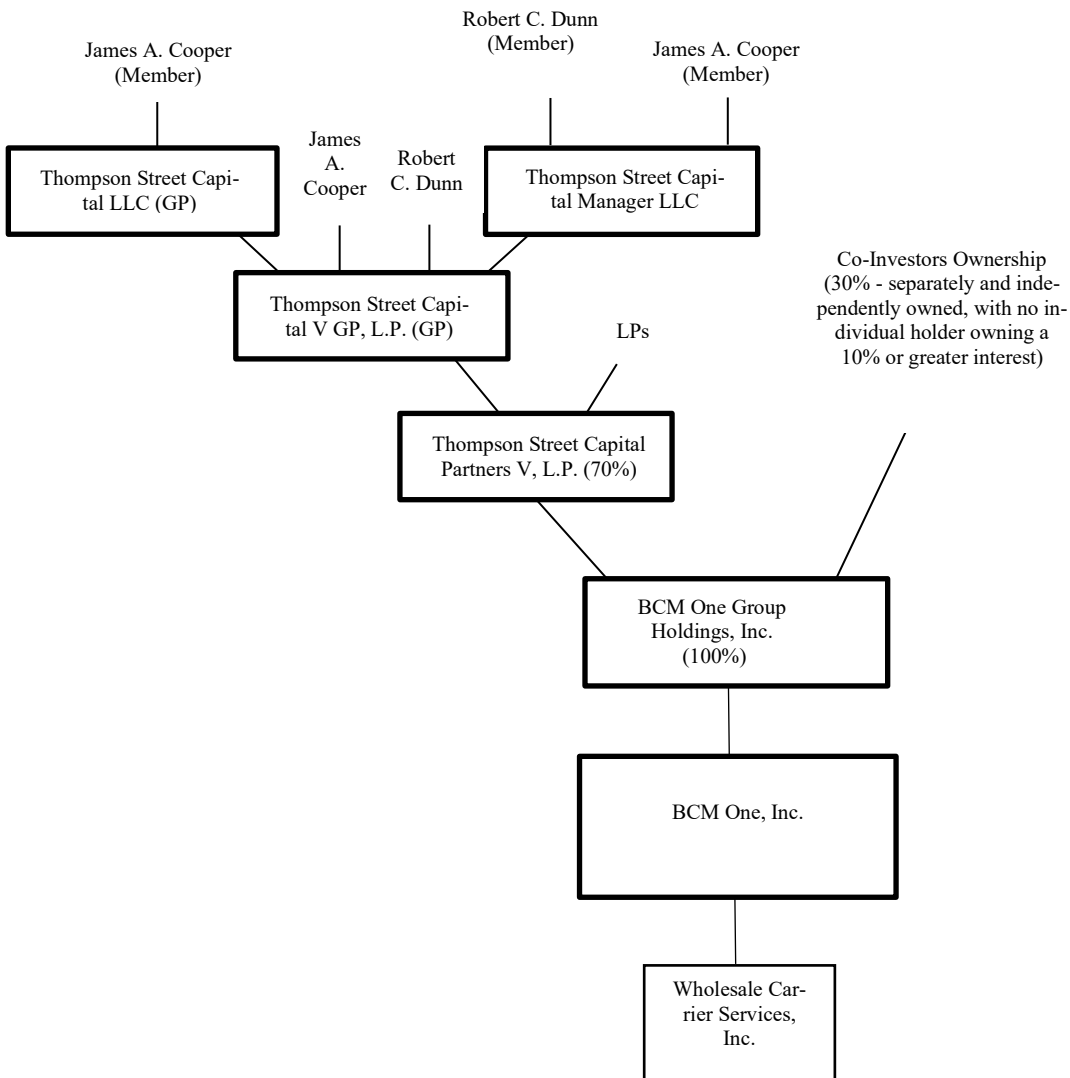 Robert C. Dunn
(Member)
James A. Cooper
(Member)
James A. Cooper
(Member)
James
A.
Cooper
Robert
C. Dunn
Thompson Street Capi-
tal LLC (GP)
Thompson Street Capi-
tal Manager LLC
Co-Investors Ownership
(30% - separately and inde-
pendently owned, with no in-
dividual holder owning a
10% or greater interest)
Thompson Street Capi-
tal V GP, L.P. (GP)
LPs
Thompson Street Capital
Partners V, L.P. (70%)
BCM One Group
Holdings, Inc.
(100%)
BCM One, Inc.
Wholesale Car-
rier Services,
Inc.